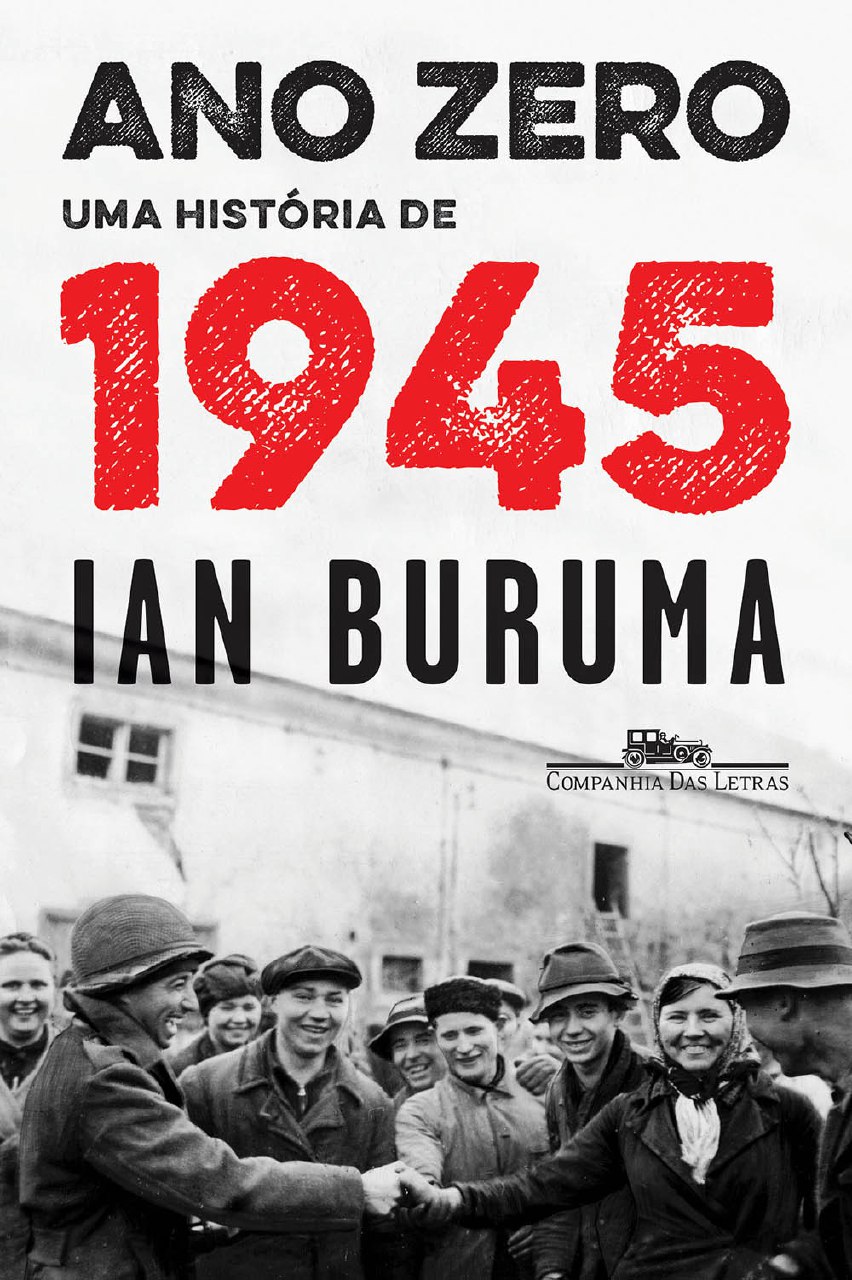 ANO ZERO
UMA HISTÓRIA DE
1945
IAN BURUMA
COMPANHIA DAS LETRAS